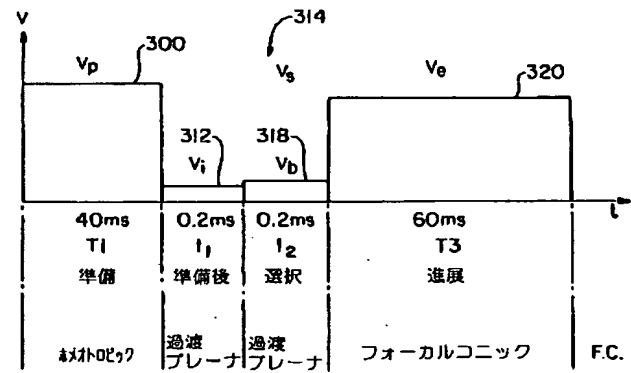 V
300
314
Vp
Vs
Ve
320
312
318
Vi
Vb
t
40ms
0.2ms
0.2ms
60ms
T1
t1
t2
T3
準備
準備後
選択
進展
ホメオトロピック
過渡
プレーナ
過渡
プレーナ
フォーカルコニック
F.C.